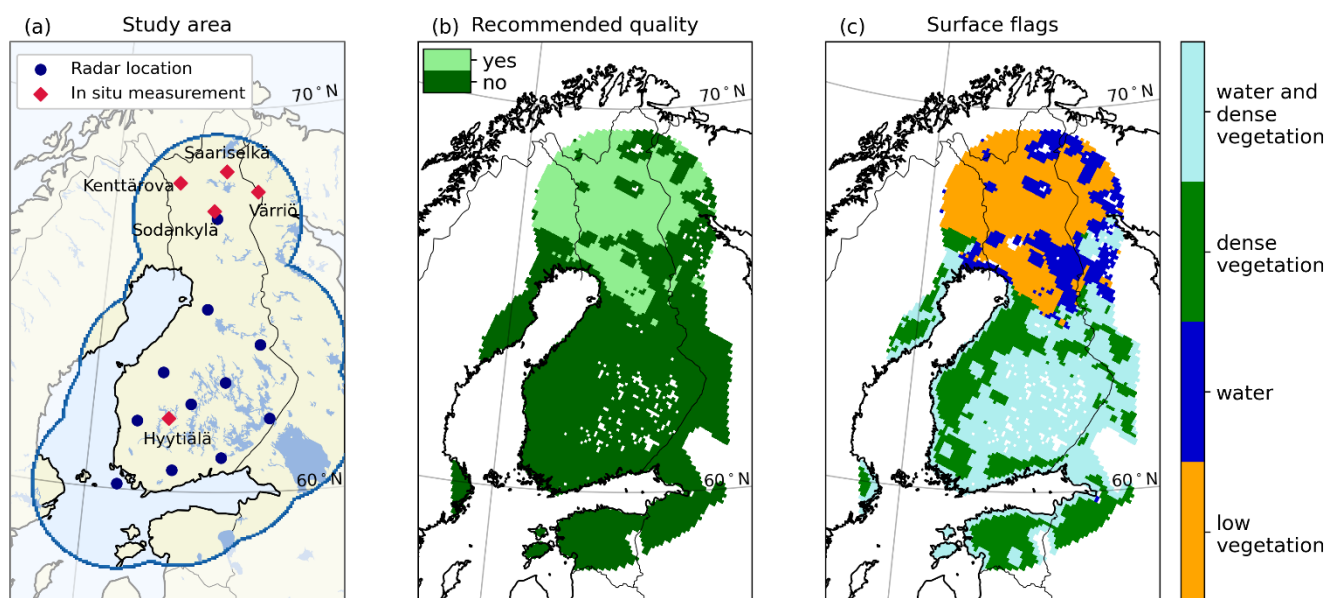 (a) Study area
Radar location
In situ measurement
70°N
Saariselkä
Kenttärova
Värriö
Sodankylä
Hyytiälä
60°N
(b) Recommended quality
yes
no
70°N
60°N
(c) Surface flags
70°N
60°N
water and
dense
vegetation
dense
vegetation
water
low
vegetation